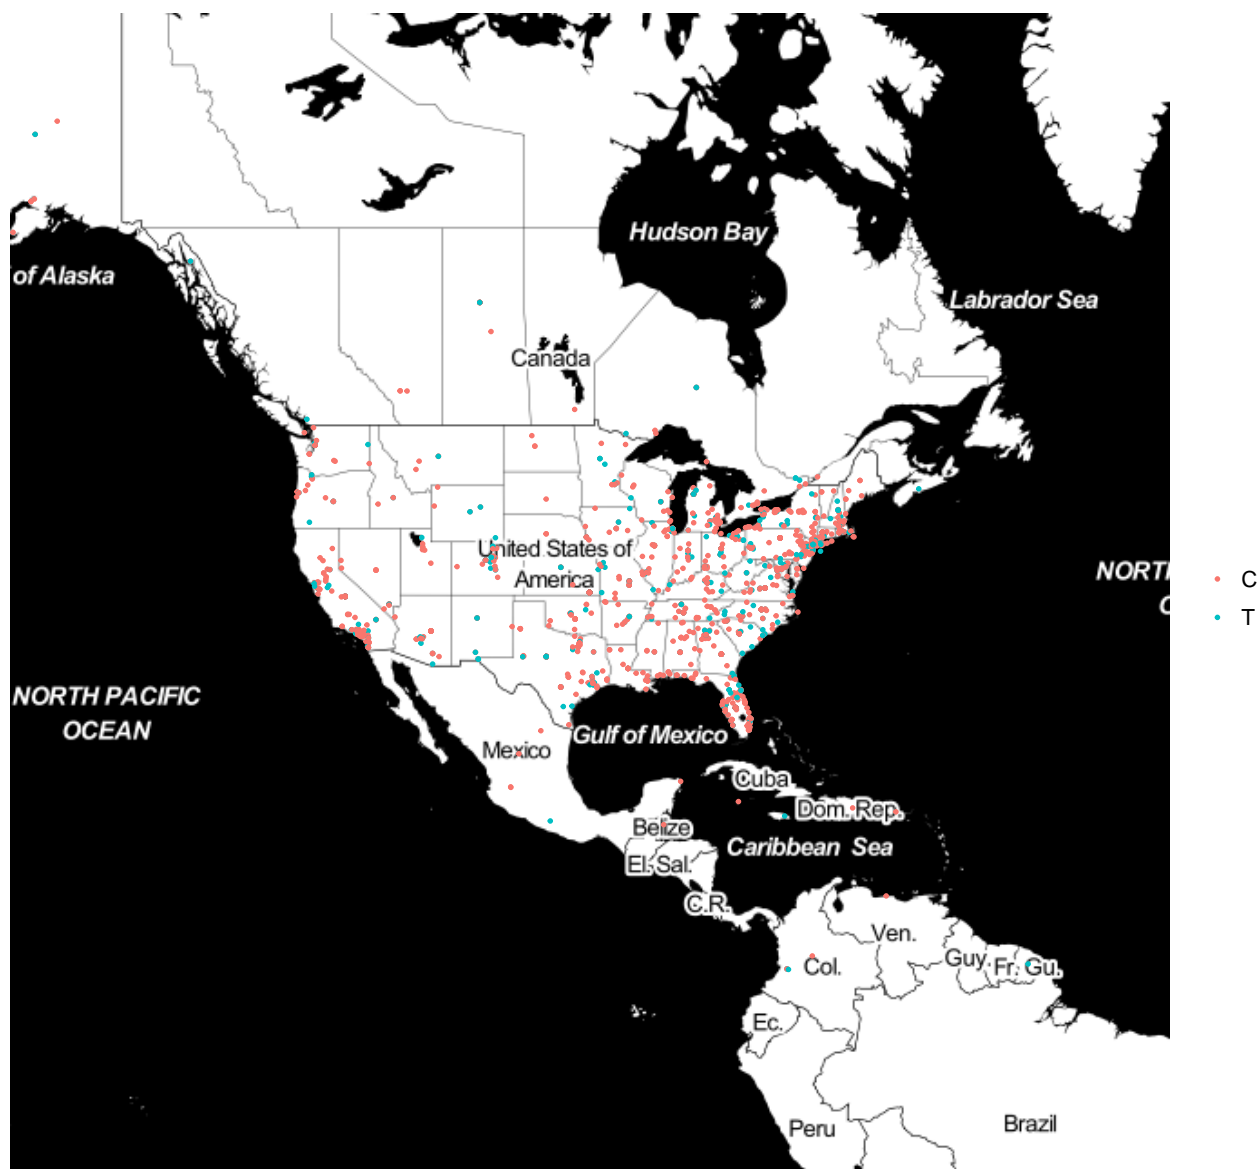 Hudson Bay
of Alaska
Labrador Sea
Canada
United States of
America
C
T
NORTH PACIFIC
OCEAN
Gulf of Mexico
Mexico
Cuba
Dom. Rep.
Belize
Caribbean Sea
El. Sal.
C.R.
Ven.
Guy.
Fr. Gu.
Col.
Ec.
Brazil
Peru